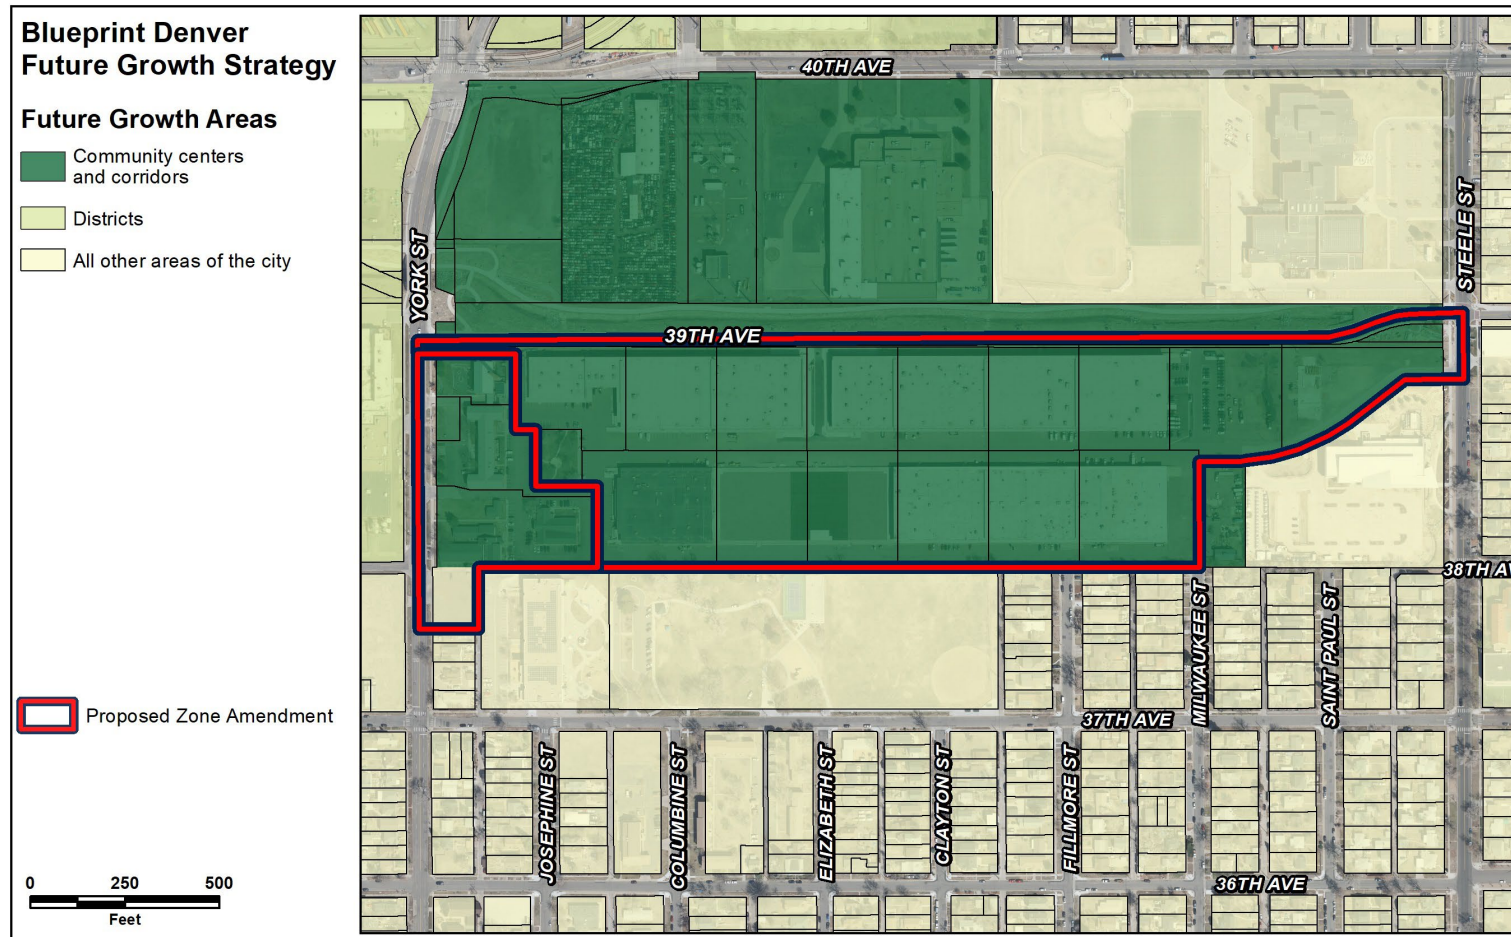 Blueprint Denver
Future Growth Strategy
Future Growth Areas
Community centers
and corridors
Districts
All other areas of the city
Proposed Zone Amendment
0 250 500
Feet
40TH AVE
YORK ST
STEELE ST
39TH AVE
38TH AV
MILWAUKEE ST
SAINT PAUL ST
37TH AVE
JOSEPHINE ST
COLUMBINE ST
ELIZABETH ST
CLAYTON ST
FILLMORE ST
36TH AVE